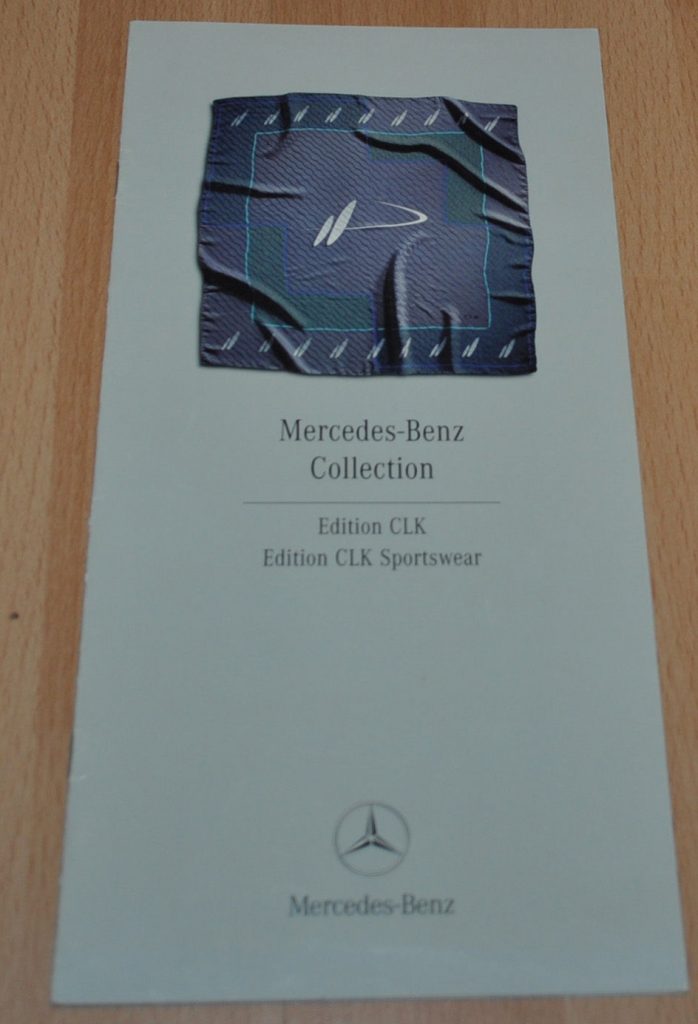 Mercedes-Benz
Collection
Edition CLK
Edition CLK Sportswear
Mercedes-Benz